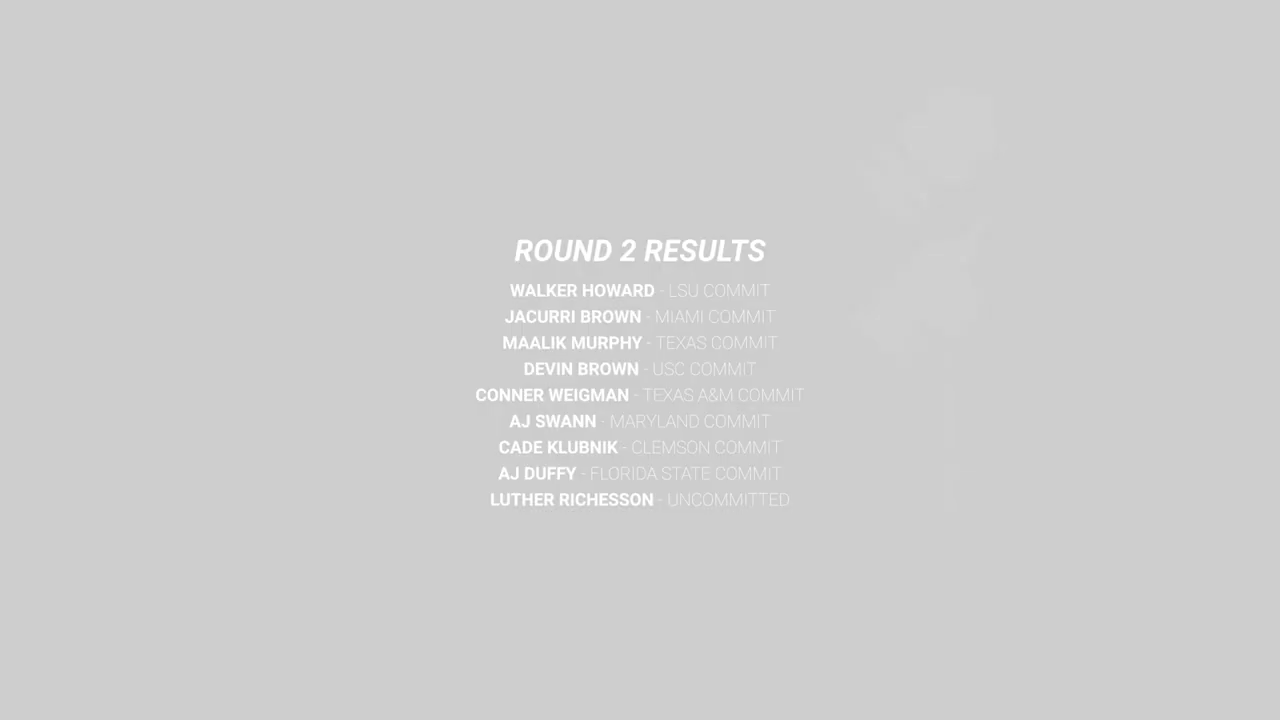 ROUND 2 RESULTS
WALKER HOWARD - LSU COMMIT
JACURRI BROWN - MIAMI COMMIT
MAALIK MURPHY - TEXAS COMMIT
DEVIN BROWN - USC COMMIT
CONNER WEIGMAN - TEXAS A&M COMMIT
AJ SWANN - MARYLAND COMMIT
CADE KLUBNIK - CLEMSON COMMIT
AJ DUFFY - FLORIDA STATE COMMIT
LUTHER RICHESSON - UNCOMMITTED